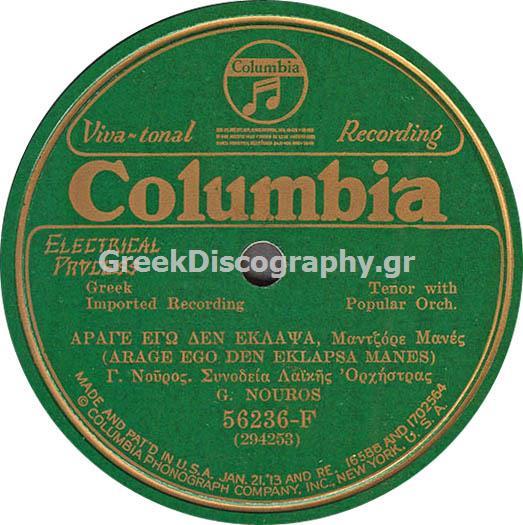 Columbia
Viva-tonal Recording
Columbia
ELECTRICAL
PROCESS
GreekDiscography.gr
Greek
Imported Recording
Tenor with
Popular Orch.
ΑΡΑΓΕ ΕΓΩ ΔΕΝ ΕΚΛΑΨΑ, Μαντζόρε Μανές
(ARAGE EGO DEN EKLAPSA MANES)
Γ. Νοῦρος. Συνοδεία Λαϊκῆς Ὀρχήστρας
G. NOUROS
56236-F
(294253)
MADE AND PAT'D IN U.S.A. JAN. 21,'13 AND RE. 16588 AND 1702564
© COLUMBIA PHONOGRAPH COMPANY, INC., NEW YORK, U.S.A.